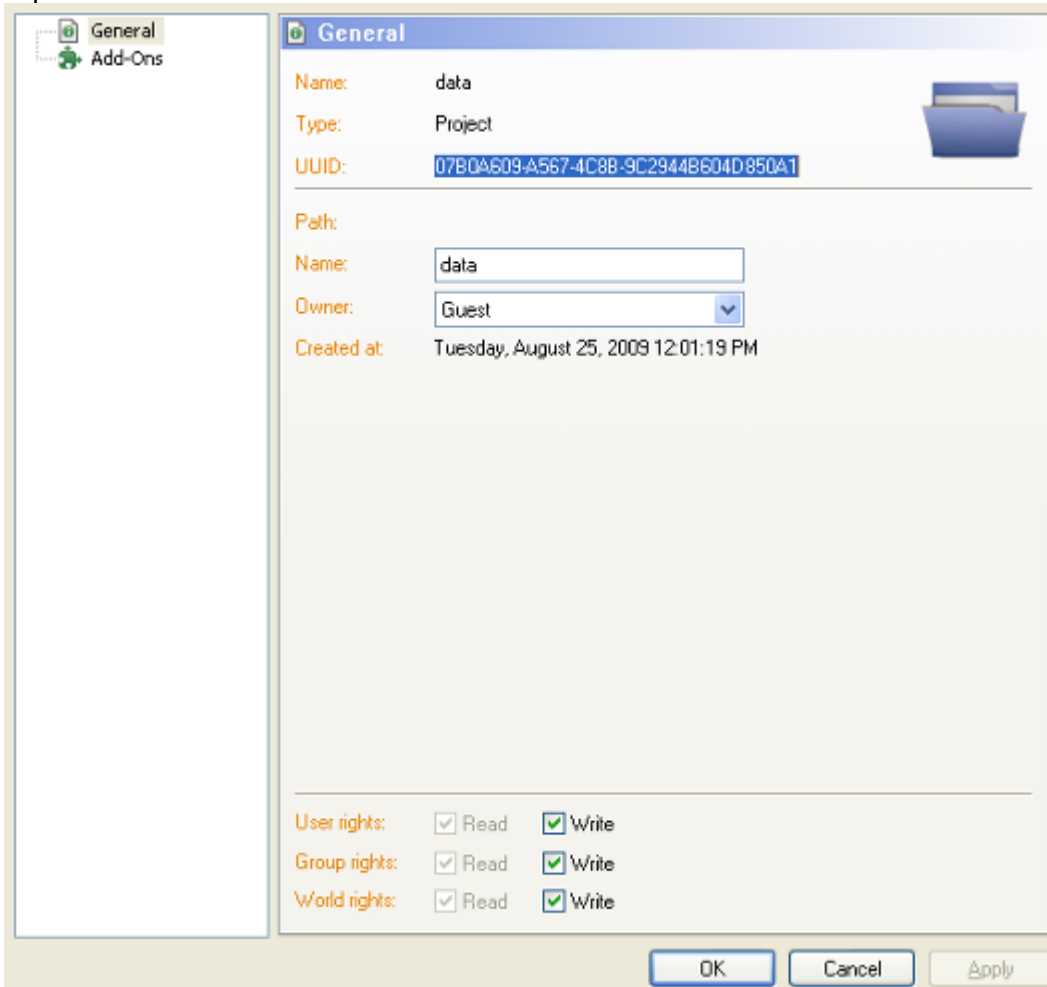 General
Add-Ons
General
Name: data
Type: Project
UUID: 07B0A609-A567-4C8B-9C2944B604D850A1
Path:
Name: data
Owner: Guest
Created at: Tuesday, August 25, 2009 12:01:19 PM
User rights: Read Write
Group rights: Read Write
World rights: Read Write
OK Cancel Apply